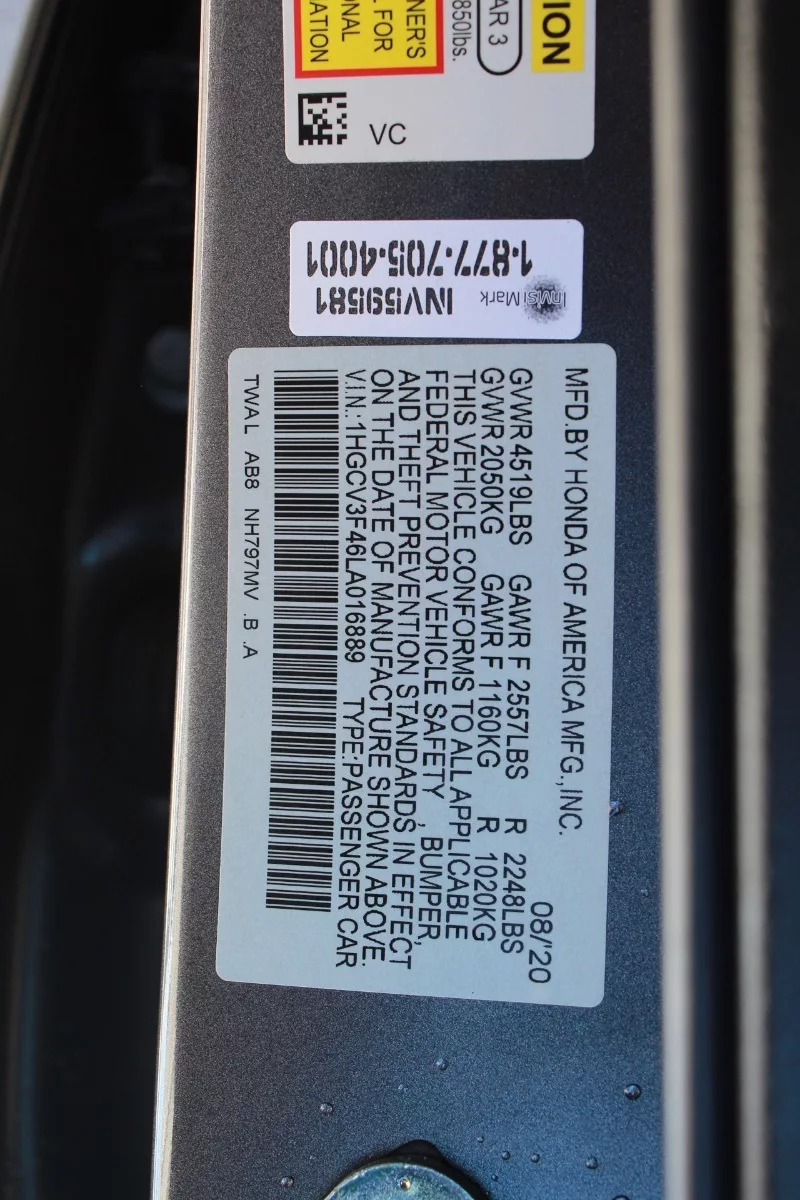 ION
AR 3
850lbs.
NER'S
L FOR
ONAL
ATION
VC
InvisiMark
INV59581
1-877-705-4001
MFD.BY HONDA OF AMERICA MFG.,INC.
08/'20
GVWR 4519LBS GAWR F 2557LBS R 2248LBS
GVWR 2050KG GAWR F 1160KG R 1020KG
THIS VEHICLE CONFORMS TO ALL APPLICABLE
FEDERAL MOTOR VEHICLE SAFETY , BUMPER,
AND THEFT PREVENTION STANDARDS IN EFFECT
ON THE DATE OF MANUFACTURE SHOWN ABOVE.
V.I.N.:1HGCV3F46LA016889 TYPE:PASSENGER CAR
TWAL AB8 NH797MV .B .A